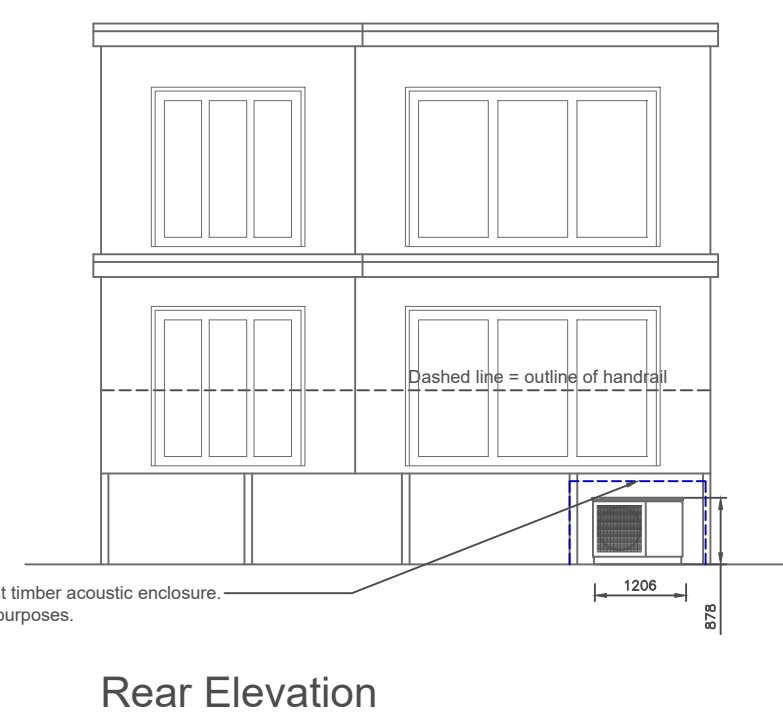 Dashed line = outline of handrail
timber acoustic enclosure.
purposes.
1206
878
Rear Elevation